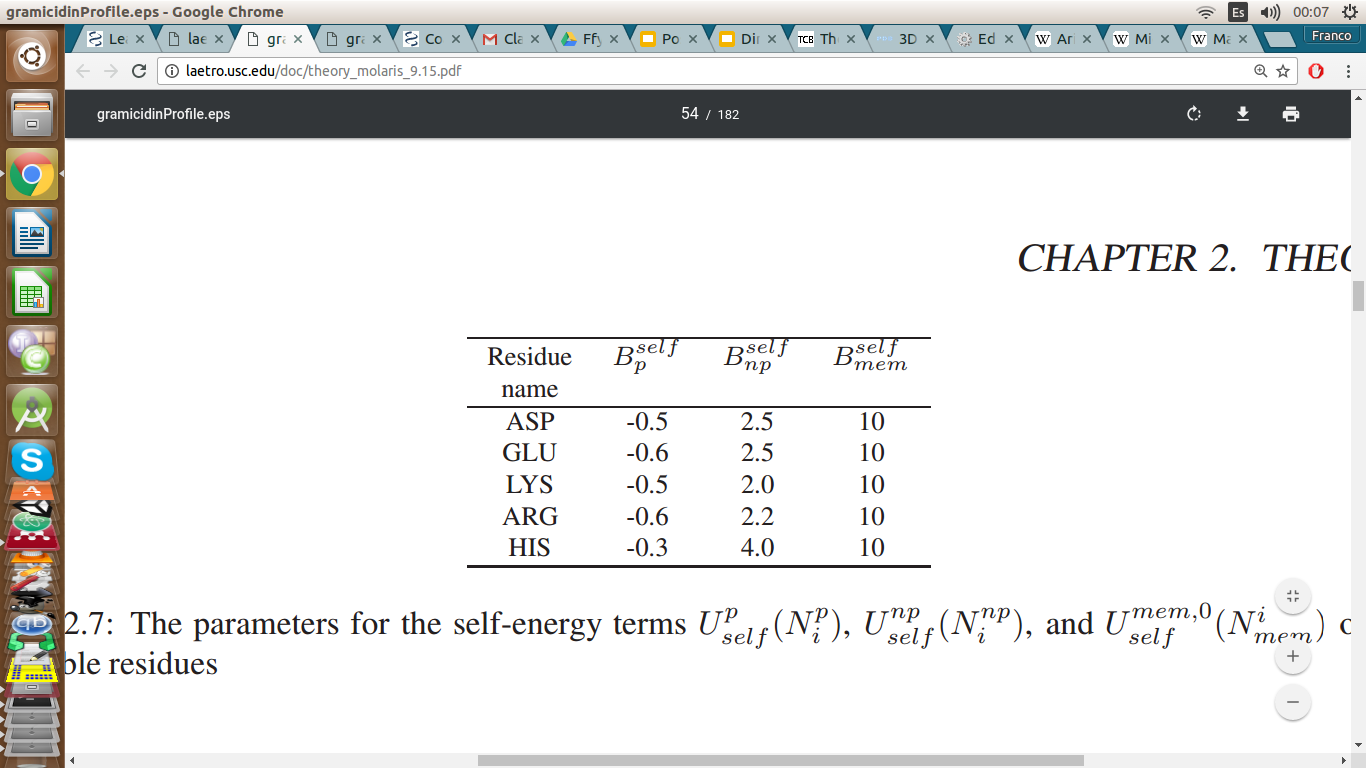 gramicidinProfile.eps - Google Chrome
Es 00:07
Le lae gra gra Co Cla Ffy Po Din TCB Th 3D Ed W Ar W Mi W Ma Franco
laetro.usc.edu/doc/theory_molaris_9.15.pdf
gramicidinProfile.eps 54 / 182
CHAPTER 2. THEO
Residue B_p^{self} B_{np}^{self} B_{mem}^{self}
name
ASP -0.5 2.5 10
GLU -0.6 2.5 10
LYS -0.5 2.0 10
ARG -0.6 2.2 10
HIS -0.3 4.0 10
2.7: The parameters for the self-energy terms U_{self}^{p}(N_i^p), U_{self}^{np}(N_i^{np}), and U_{self}^{mem,0}(N_{mem}^i) o
ble residues